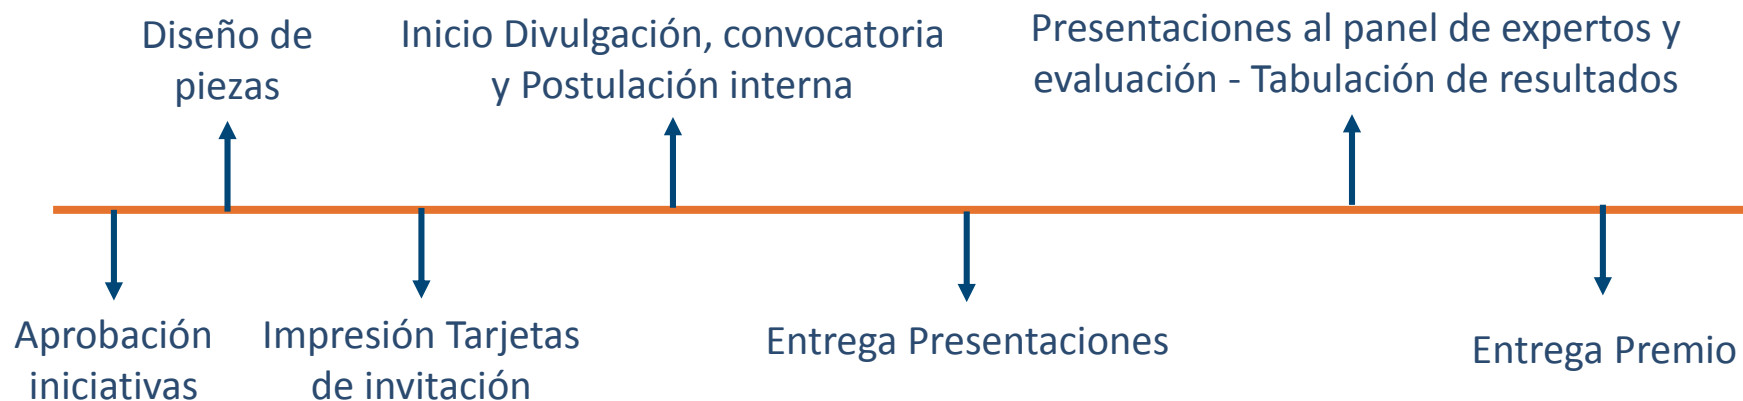 Diseño de
piezas
Inicio Divulgación, convocatoria
y Postulación interna
Presentaciones al panel de expertos y
evaluación - Tabulación de resultados
Aprobación
iniciativas
Impresión Tarjetas
de invitación
Entrega Presentaciones
Entrega Premio